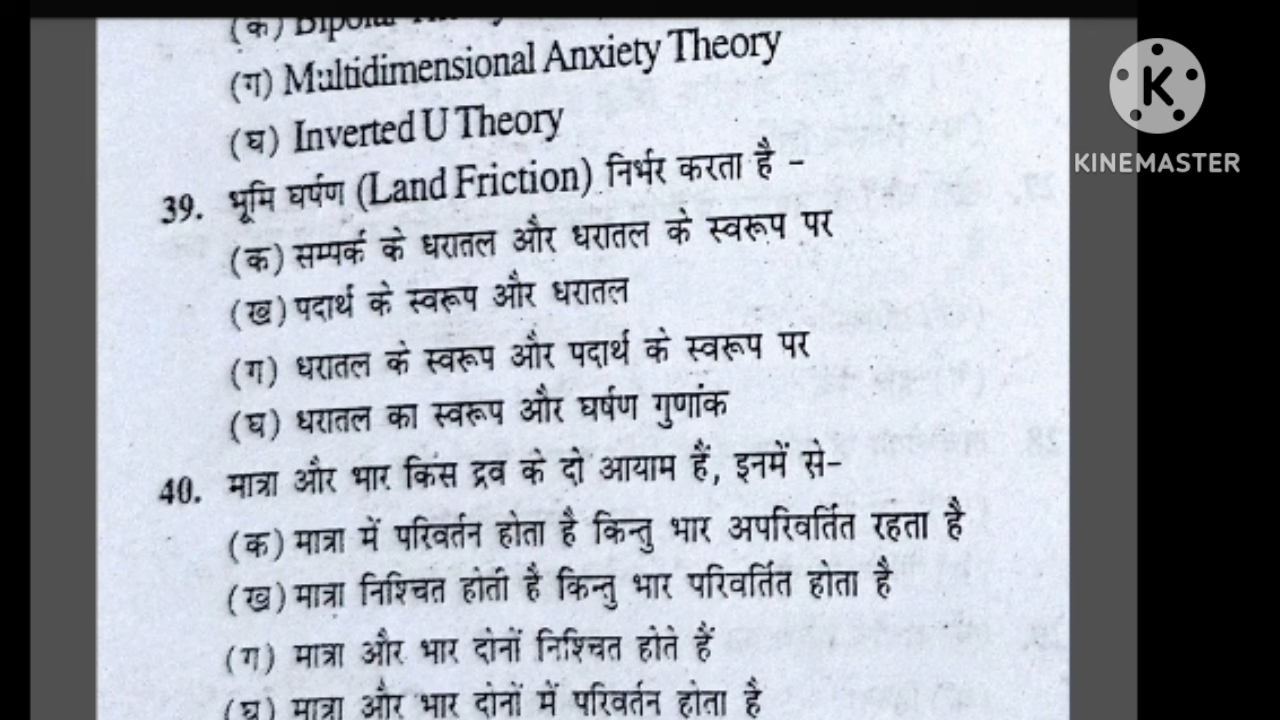 (क) Bipolar Theory
(ग) Multidimensional Anxiety Theory
(घ) Inverted U Theory
39. भूमि घर्षण (Land Friction) निर्भर करता है –
(क) सम्पर्क के धरातल और धरातल के स्वरूप पर
(ख) पदार्थ के स्वरूप और धरातल
(ग) धरातल के स्वरूप और पदार्थ के स्वरूप पर
(घ) धरातल का स्वरूप और घर्षण गुणांक
40. मात्रा और भार किस द्रव के दो आयाम हैं, इनमें से–
(क) मात्रा में परिवर्तन होता है किन्तु भार अपरिवर्तित रहता है
(ख) मात्रा निश्चित होती है किन्तु भार परिवर्तित होता है
(ग) मात्रा और भार दोनों निश्चित होते हैं
(घ) मात्रा और भार दोनों में परिवर्तन होता है
K
KINEMASTER